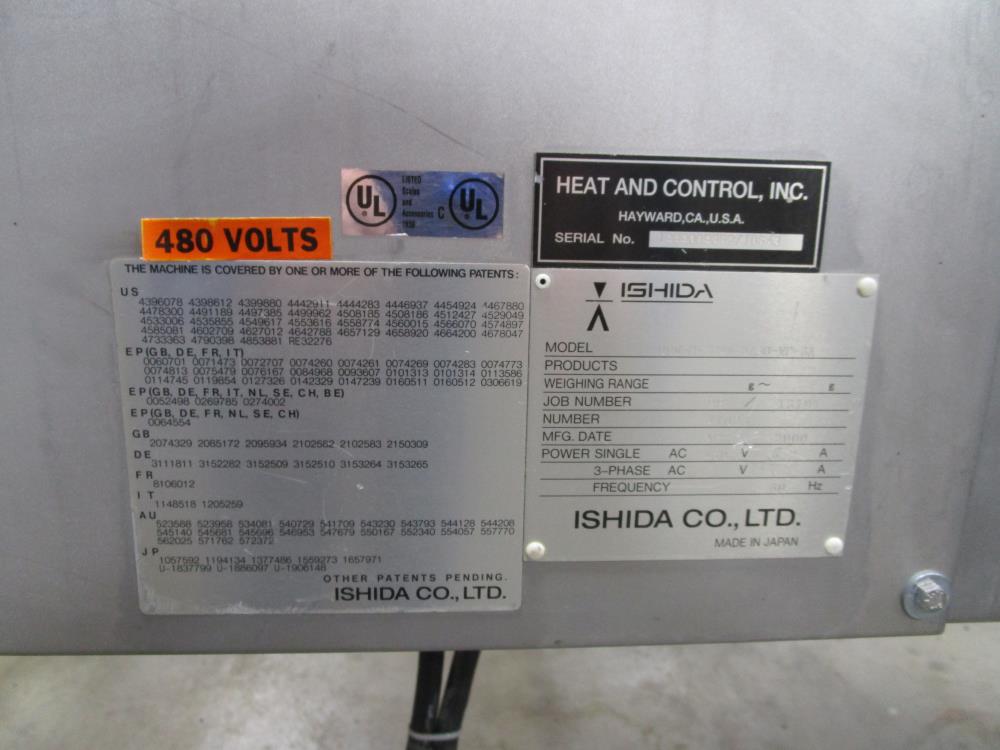 UL
LISTED
Scales
and
Accessories
C
UL
480 VOLTS
HEAT AND CONTROL, INC.
HAYWARD,CA.,U.S.A.
SERIAL No.
THE MACHINE IS COVERED BY ONE OR MORE OF THE FOLLOWING PATENTS:
US
4396078 4398612 4399880 4442911 4444283 4446937 4454924 4467880
4478300 4491189 4497385 4499962 4508185 4508186 4512427 4529049
4533006 4535855 4549617 4553616 4558774 4560015 4566070 4574897
4585081 4602709 4627012 4642788 4657129 4658920 4664200 4678047
4733363 4790398 4853881 RE32276
EP(GB, DE, FR, IT)
0060701 0071473 0072707 0074260 0074261 0074269 0074283 0074773
0074813 0075479 0076167 0084968 0093607 0101313 0101314 0113586
0114745 0119854 0127326 0142329 0147239 0160511 0160512 0306619
EP(GB, DE, FR, IT, NL, SE, CH, BE)
0052498 0269785 0274002
EP(GB, DE, FR, NL, SE, CH)
0064554
GB
2074329 2085172 2095934 2102562 2102583 2150309
DE
3111811 3152282 3152509 3152510 3153264 3153265
FR
8106012
IT
1148518 1205259
AU
523588 523958 534081 540729 541709 543230 543793 544128 544208
545140 545681 545696 546953 547679 550167 552340 554057 557770
562025 571762 572372
JP
1057592 1194134 1377486 1559273 1657971
U-1837799 U-1886097 U-1906148
OTHER PATENTS PENDING.
ISHIDA CO., LTD.
ISHIDA
MODEL
PRODUCTS
WEIGHING RANGE g~ g
JOB NUMBER /
NUMBER
MFG. DATE
POWER SINGLE AC V A
3-PHASE AC V A
FREQUENCY Hz
ISHIDA CO., LTD.
MADE IN JAPAN